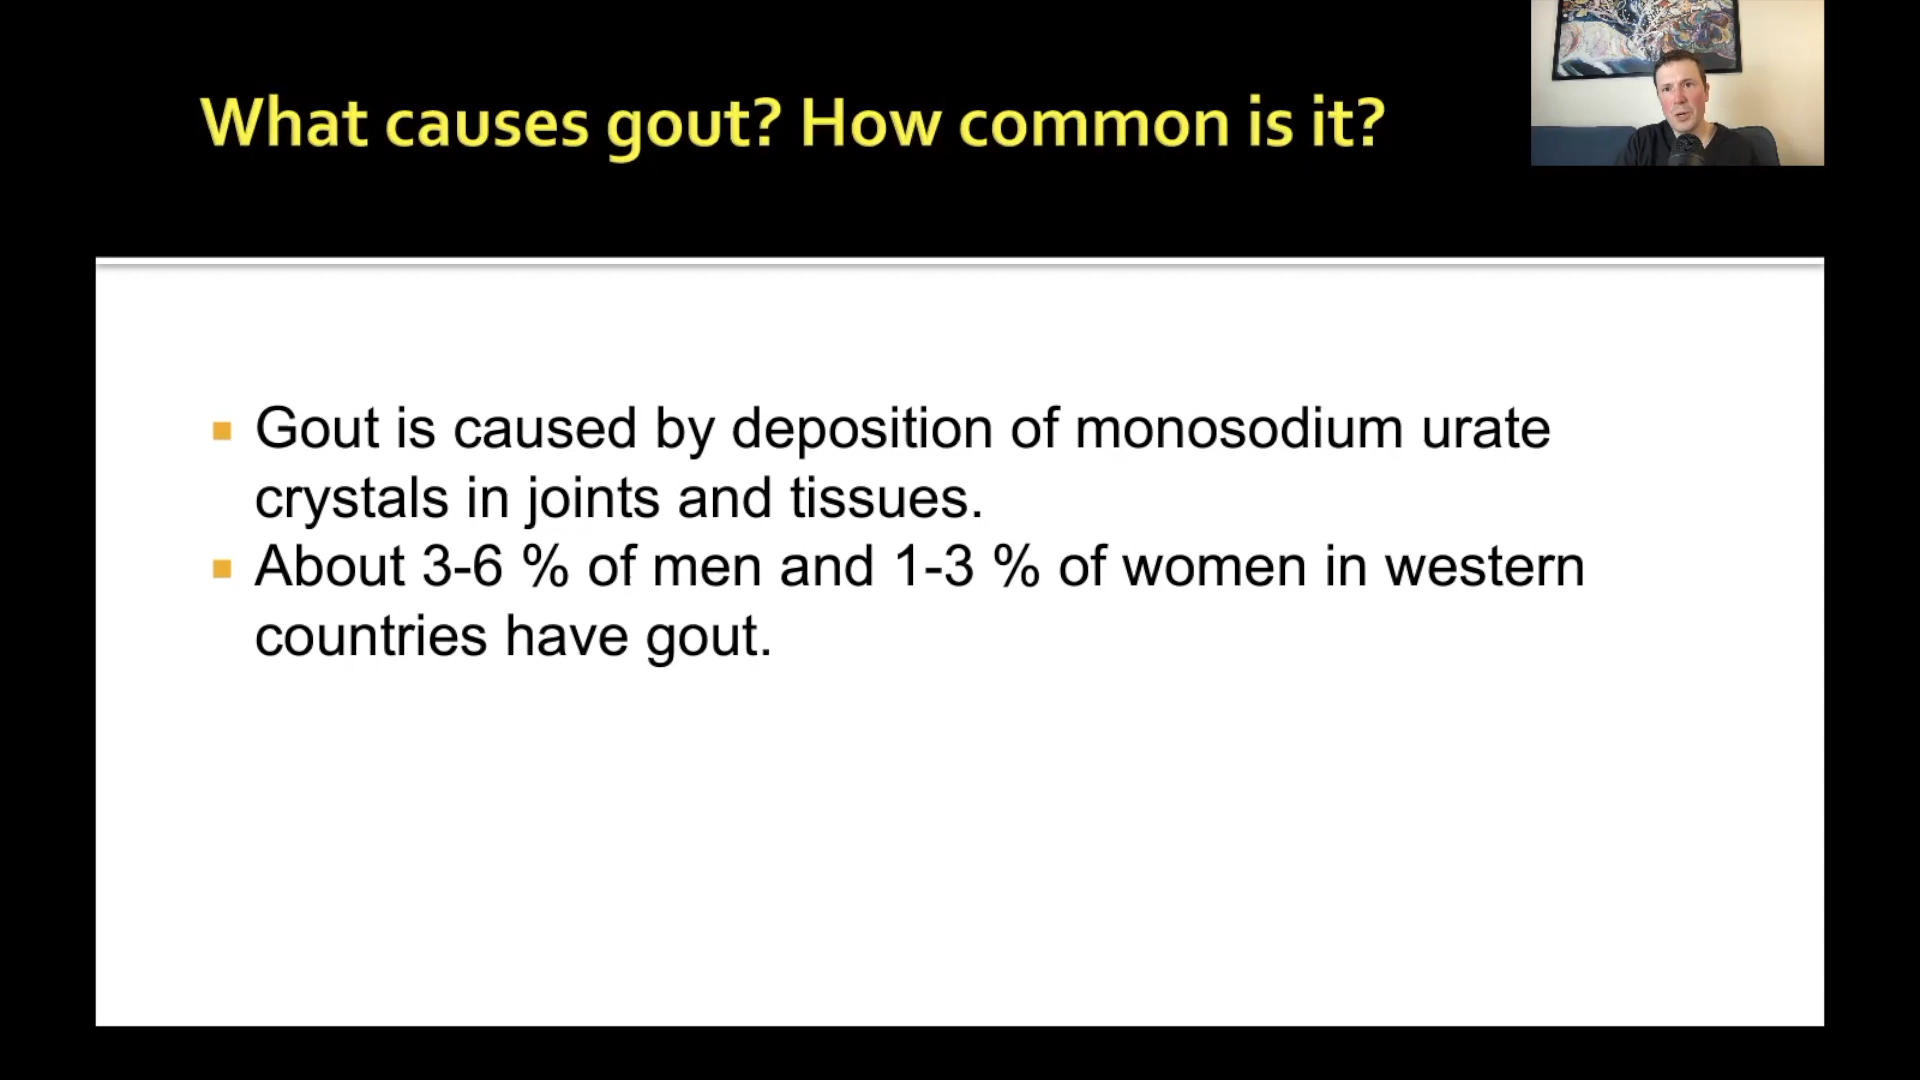 What causes gout? How common is it?
Gout is caused by deposition of monosodium urate
crystals in joints and tissues.
About 3-6 % of men and 1-3 % of women in western
countries have gout.